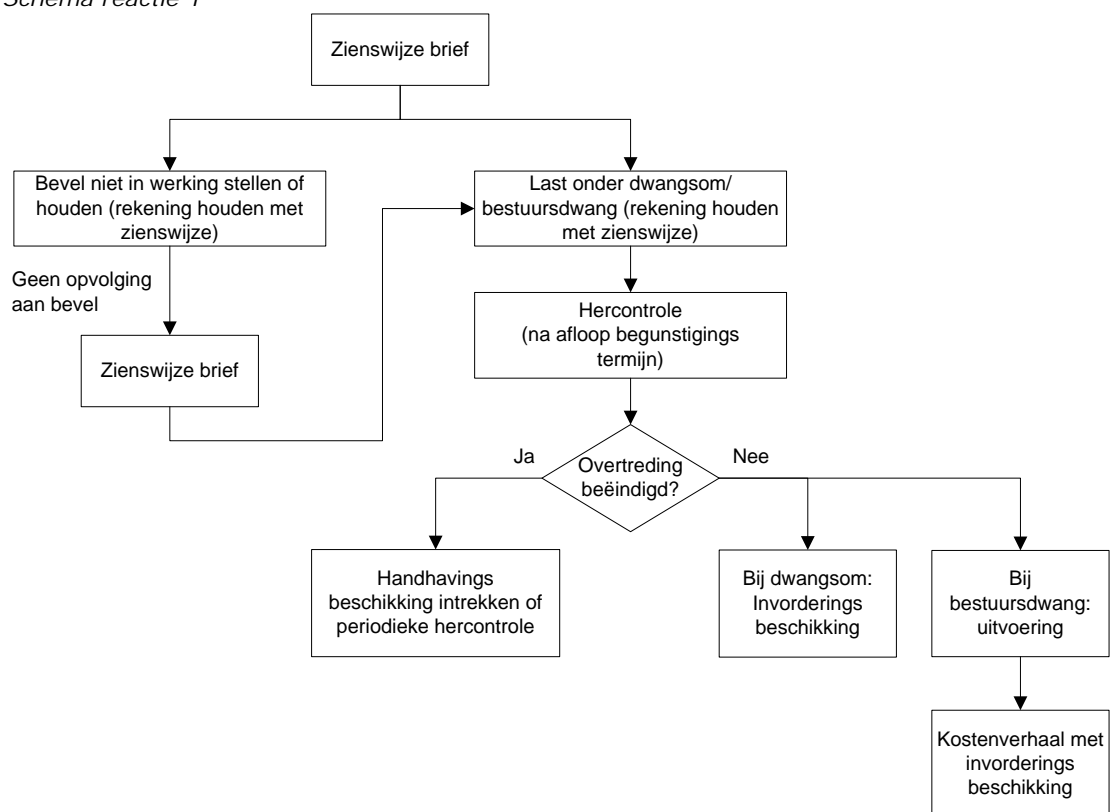 Schema reactie 1
Zienswijze brief
Bevel niet in werking stellen of
houden (rekening houden met
zienswijze)
Last onder dwangsom/
bestuursdwang (rekening houden
met zienswijze)
Geen opvolging
aan bevel
Zienswijze brief
Hercontrole
(na afloop begunstigings
termijn)
Ja
Overtreding
beëindigd?
Nee
Handhavings
beschikking intrekken of
periodieke hercontrole
Bij dwangsom:
Invorderings
beschikking
Bij
bestuursdwang:
uitvoering
Kostenverhaal met
invorderings
beschikking